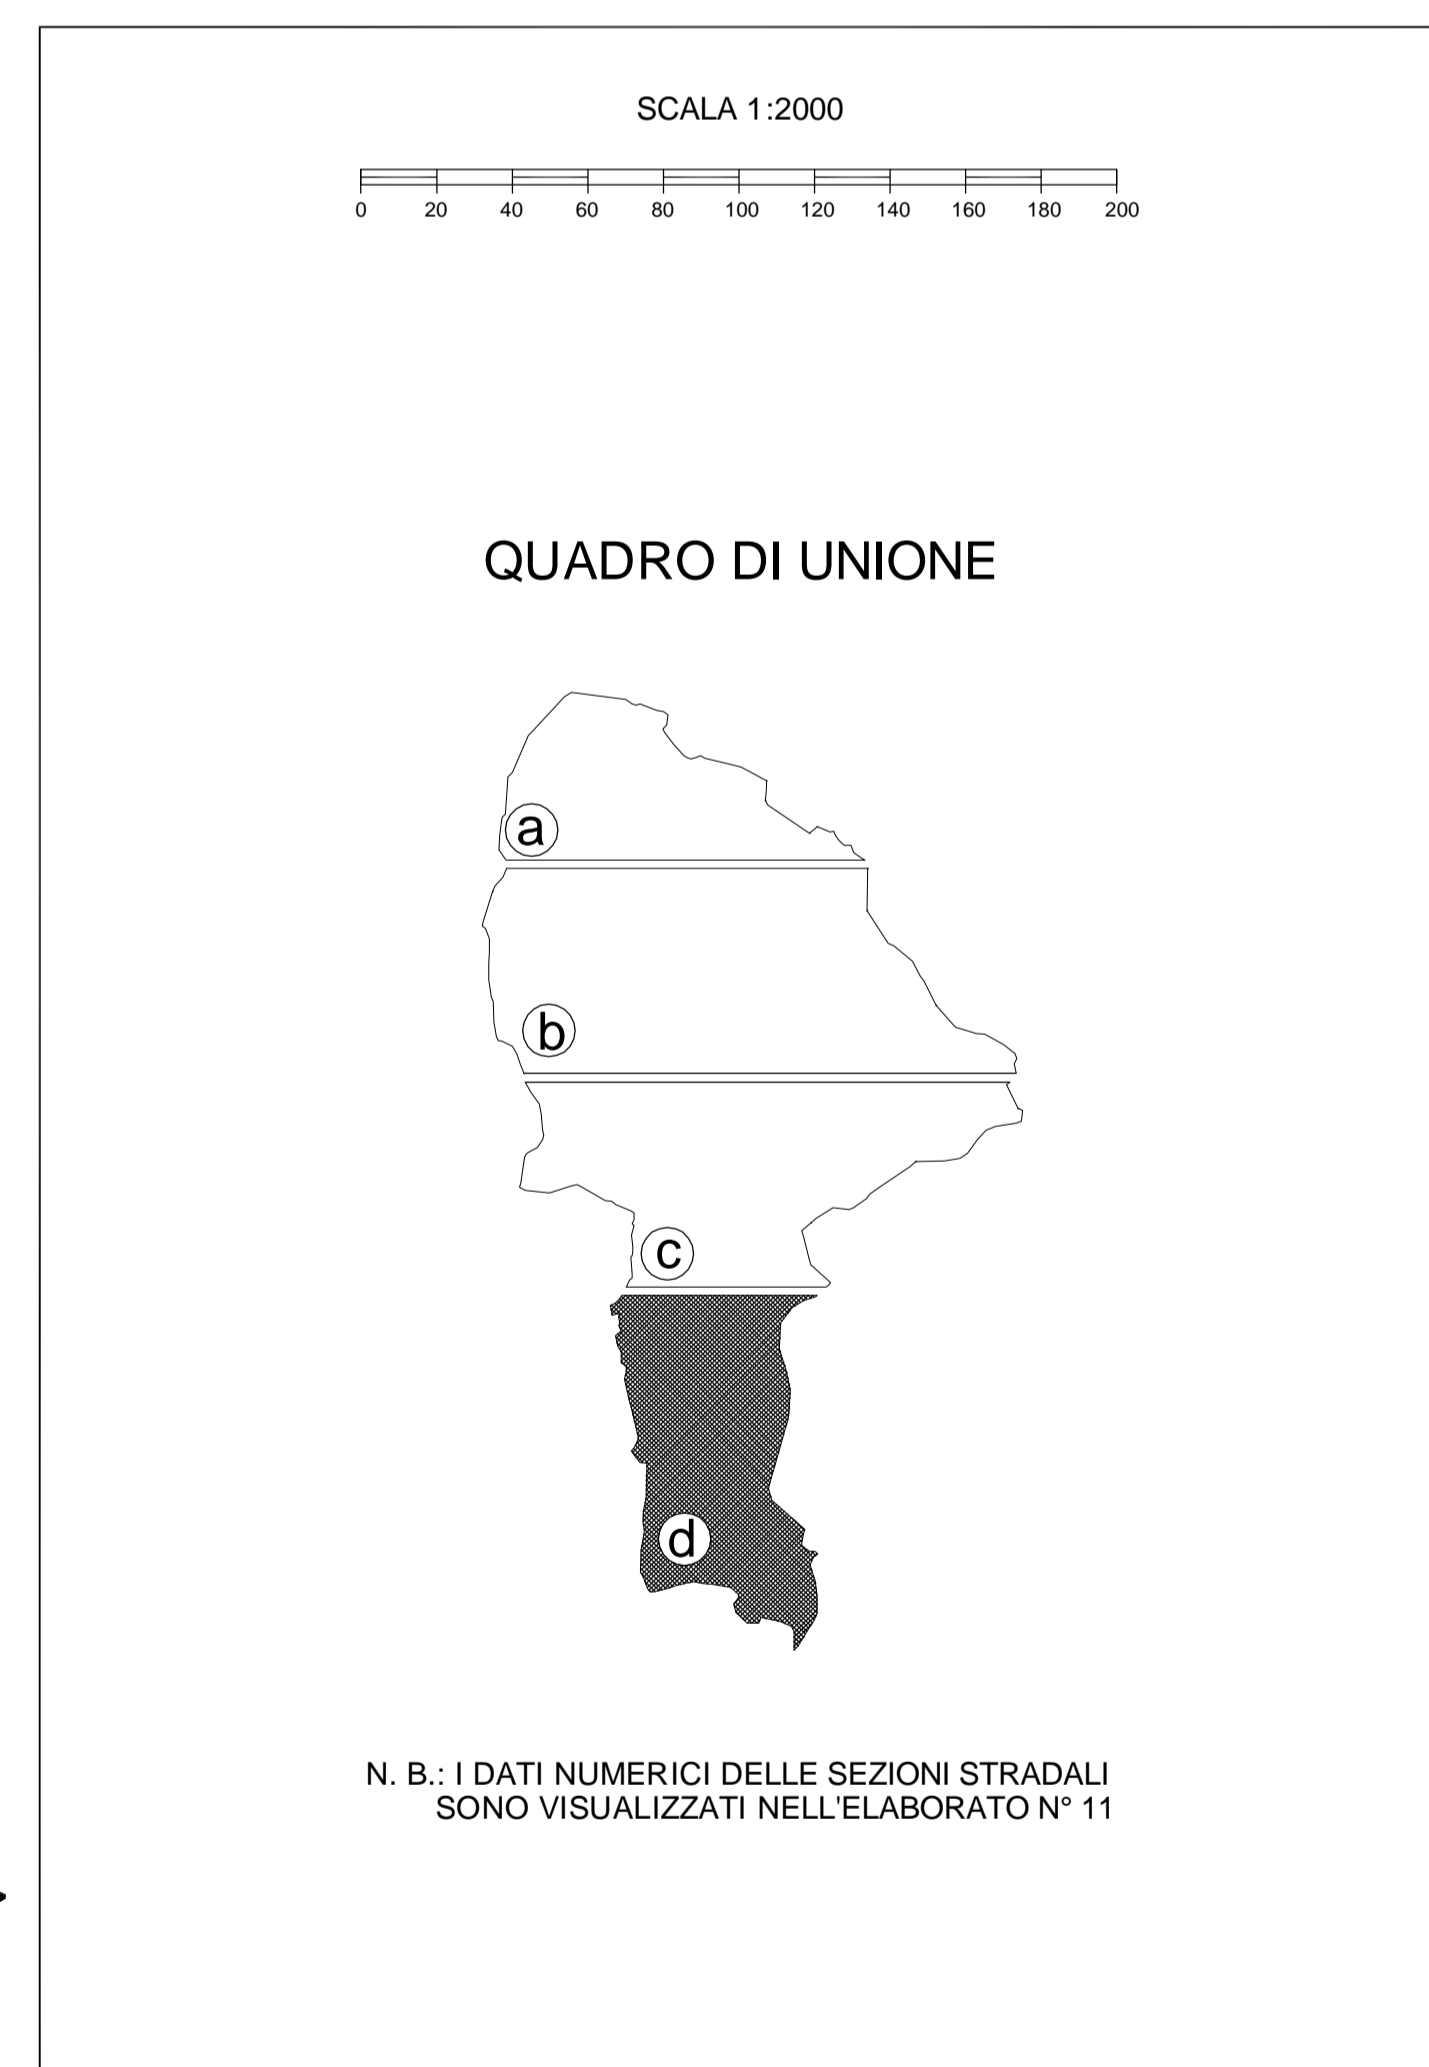 SCALA 1:2000
0 20 40 60 80 100 120 140 160 180 200
QUADRO DI UNIONE
a
b
c
d
N. B.: I DATI NUMERICI DELLE SEZIONI STRADALI
SONO VISUALIZZATI NELL'ELABORATO N° 11